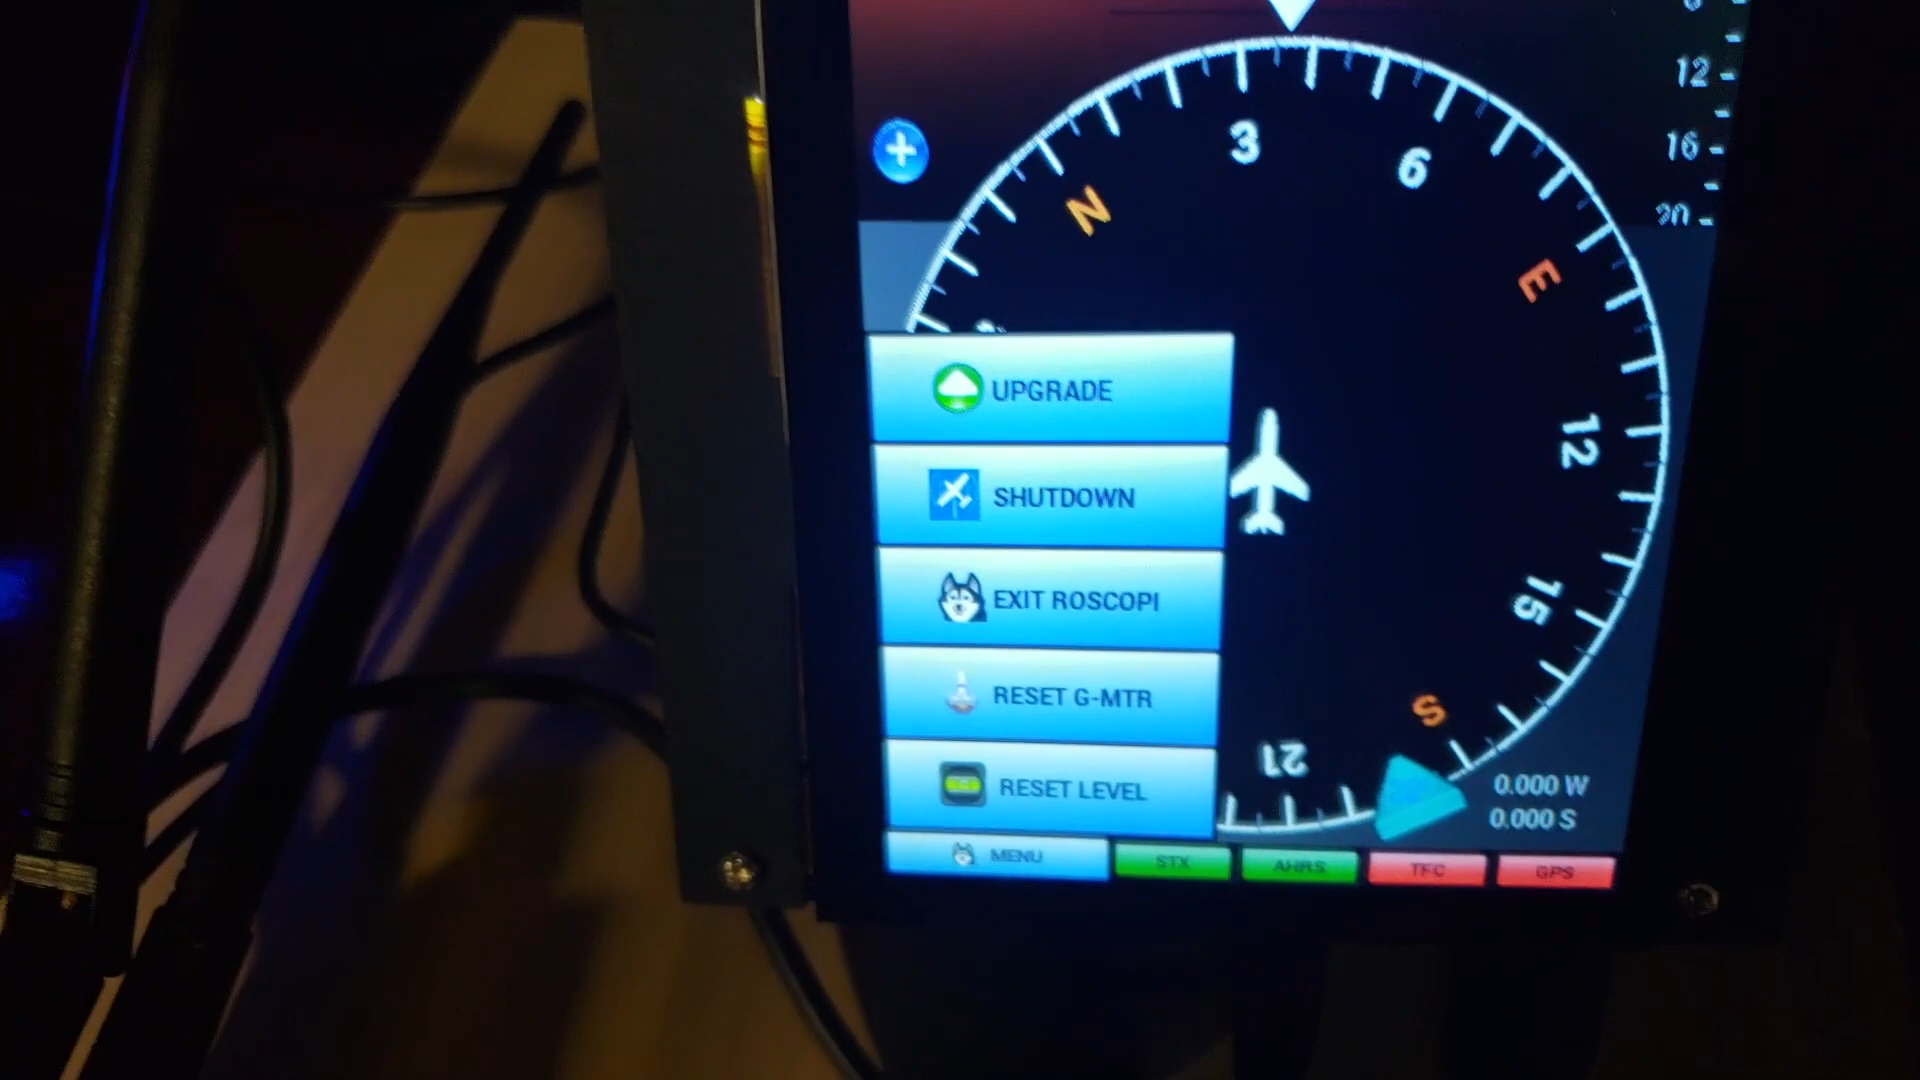 12
16
20
3
6
N
E
12
15
S
21
UPGRADE
SHUTDOWN
EXIT ROSCOPI
RESET G-MTR
RESET LEVEL
0.000 W
0.000 S
MENU
STX
AHRS
TFC
GPS